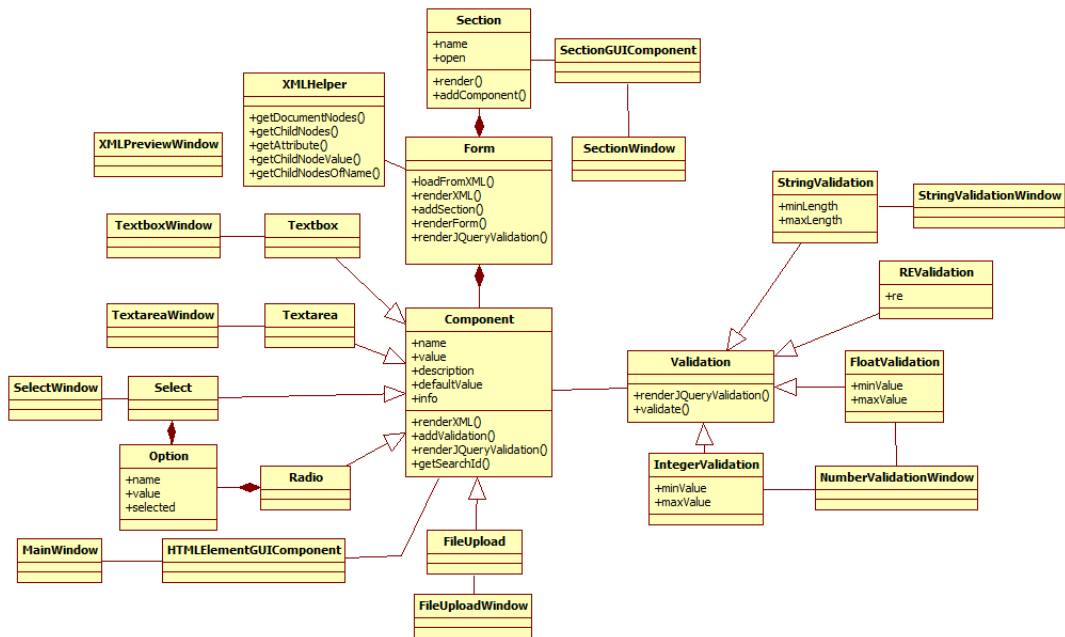 Section
+name
+open
+render()
+addComponent()
SectionGUIComponent
SectionWindow
XMLHelper
+getDocumentNodes()
+getChildNodes()
+getAttribute()
+getChildNodeValue()
+getChildNodesOfName()
XMLPreviewWindow
Form
+loadFromXML()
+renderXML()
+addSection()
+renderForm()
+renderJQueryValidation()
StringValidation
+minLength
+maxLength
StringValidationWindow
TextboxWindow
Textbox
REValidation
+re
TextareaWindow
Textarea
Component
+name
+value
+description
+defaultValue
+info
+renderXML()
+addValidation()
+renderJQueryValidation()
+getSearchId()
Validation
+renderJQueryValidation()
+validate()
FloatValidation
+minValue
+maxValue
SelectWindow
Select
Option
+name
+value
+selected
Radio
IntegerValidation
+minValue
+maxValue
NumberValidationWindow
MainWindow
HTMLElementGUIComponent
FileUpload
FileUploadWindow